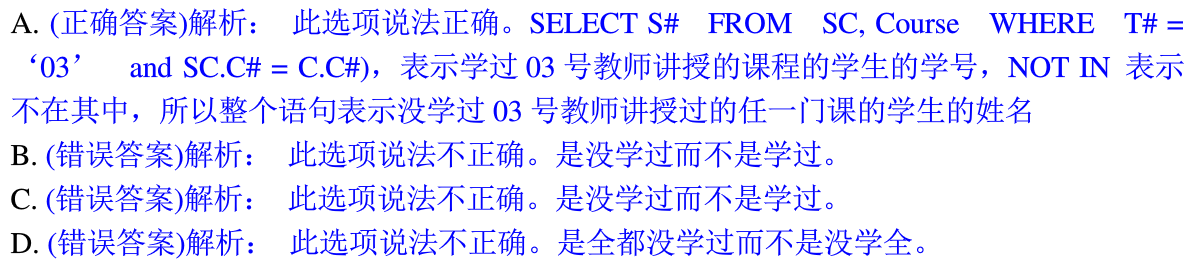 A. (正确答案)解析： 此选项说法正确。SELECT S# FROM SC, Course WHERE T# =
‘03’ and SC.C# = C.C#)，表示学过 03 号教师讲授的课程的学生的学号，NOT IN 表示
不在其中，所以整个语句表示没学过 03 号教师讲授过的任一门课的学生的姓名
B. (错误答案)解析： 此选项说法不正确。是没学过而不是学过。
C. (错误答案)解析： 此选项说法不正确。是没学过而不是学过。
D. (错误答案)解析： 此选项说法不正确。是全都没学过而不是没学全。